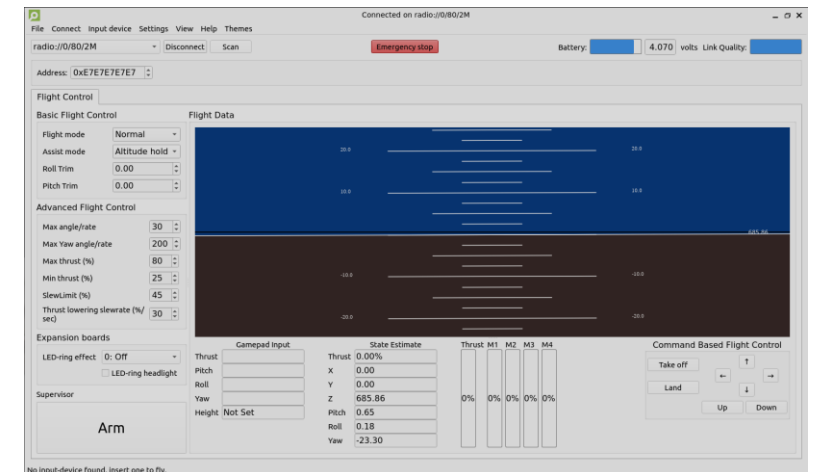 Connected on radio://0/80/2M
File Connect Input device Settings View Help Themes
radio://0/80/2M Disconnect Scan Emergency stop Battery: 4.070 volts Link Quality:
Address: 0xE7E7E7E7E7
Flight Control
Basic Flight Control
Flight mode Normal
Assist mode Altitude hold
Roll Trim 0.00
Pitch Trim 0.00
Advanced Flight Control
Max angle/rate 30
Max Yaw angle/rate 200
Max thrust (%) 80
Min thrust (%) 25
SlewLimit (%) 45
Thrust lowering slewrate (%/
sec) 30
Expansion boards
LED-ring effect 0: Off
LED-ring headlight
Supervisor
Arm
Flight Data
20.0 20.0
10.0 10.0
685.86
-10.0 -10.0
-20.0 -20.0
Gamepad Input
Thrust
Pitch
Roll
Yaw
Height Not Set
State Estimate
Thrust 0.00%
X 0.00
Y 0.00
Z 685.86
Pitch 0.65
Roll 0.18
Yaw -23.30
Thrust M1 M2 M3 M4
0% 0% 0% 0% 0%
Command Based Flight Control
Take off ↑
← →
Land ↓
Up Down
No input-device found, insert one to fly.